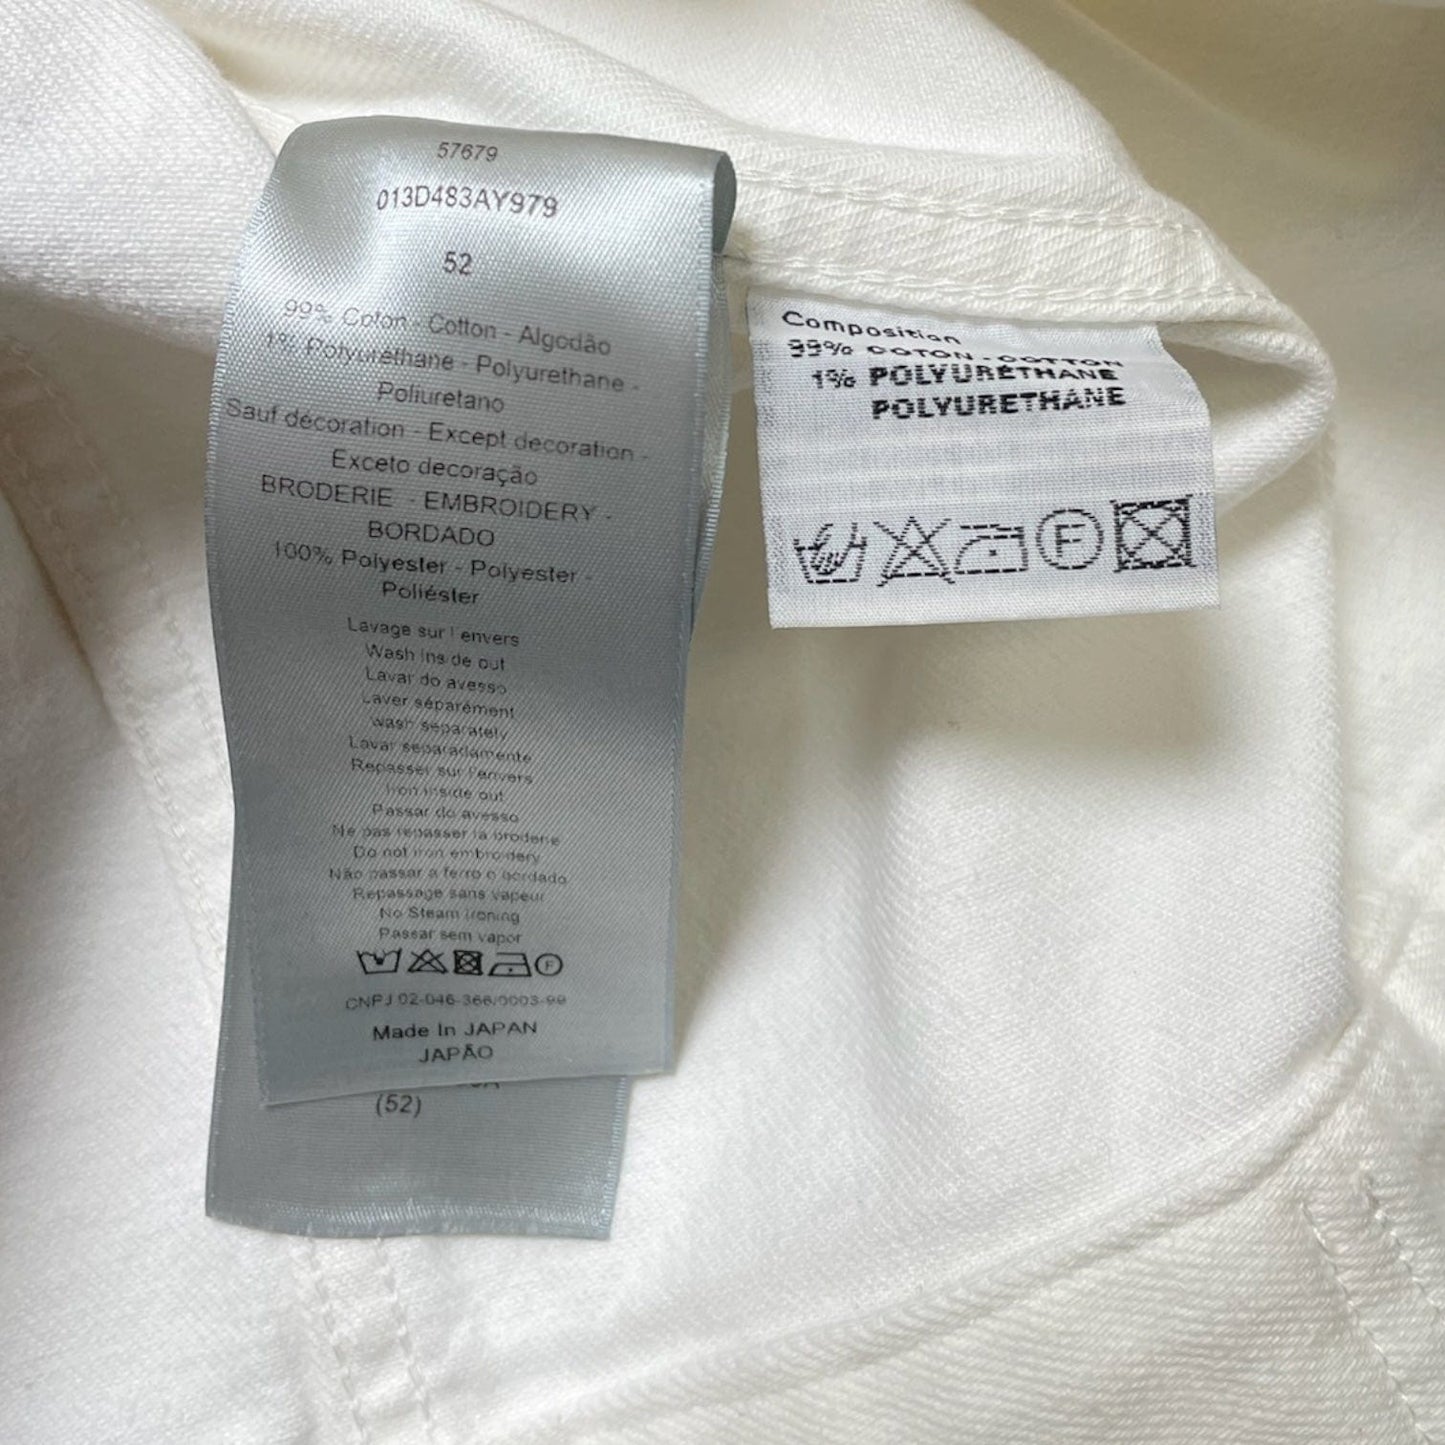 57679
013D483AY979
52
99% Coton - Cotton - Algodão
1% Polyuréthane - Polyurethane -
Poliuretano
Sauf décoration - Except decoration -
Exceto decoração
BRODERIE - EMBROIDERY -
BORDADO
100% Polyester - Polyester -
Poliéster
Lavage sur l'envers
Wash inside out
Lavar do avesso
Laver séparément
wash separately
Lavar separadamente
Repasser sur l'envers
Iron inside out
Passar do avesso
Ne pas repasser la broderie
Do not iron embroidery
Não passar a ferro o bordado
Repassage sans vapeur
No Steam Ironing
Passar sem vapor
F
CNPJ 02-046-366/0003-99
Made In JAPAN
JAPÃO
(52)
Composition
99% COTON - COTTON
1% POLYURÉTHANE
POLYURETHANE
F